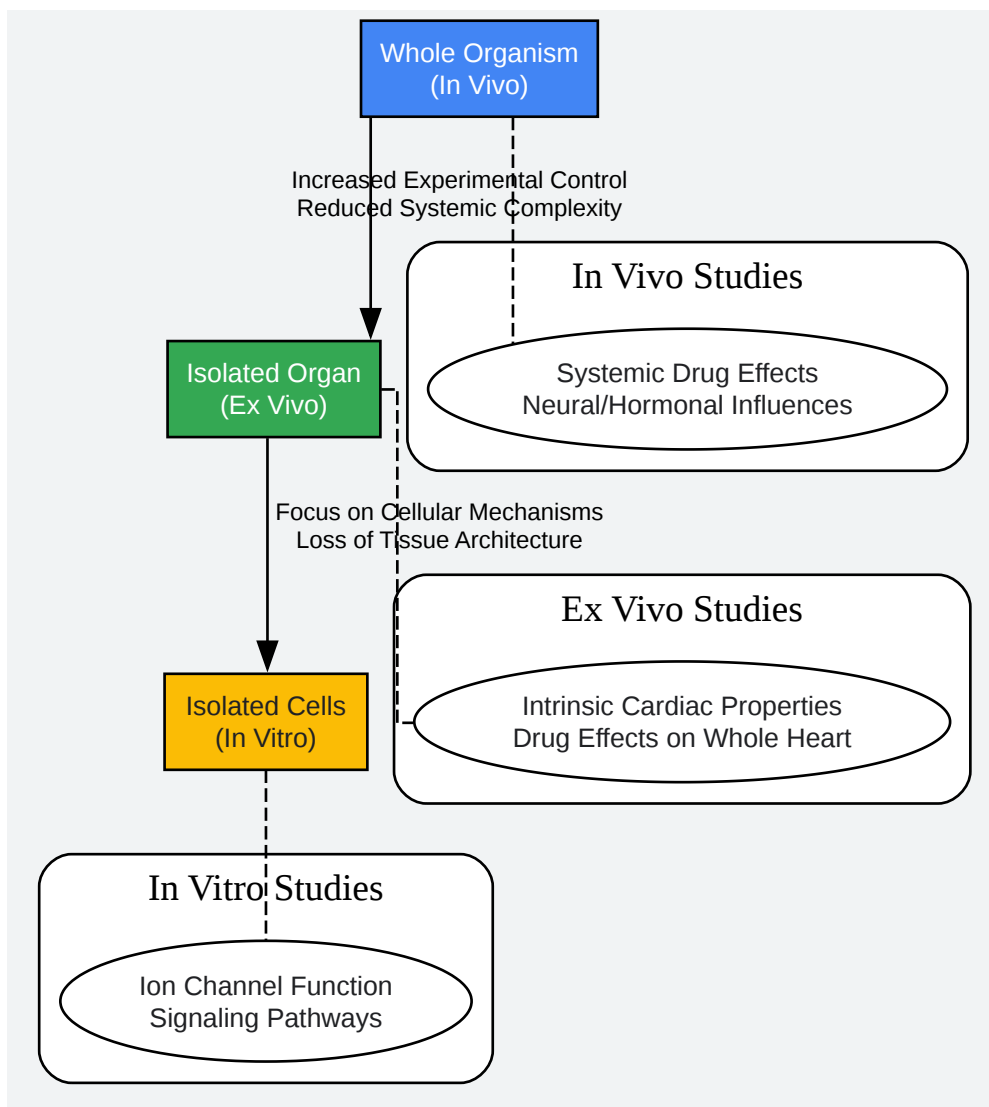 Whole Organism
(In Vivo)
Increased Experimental Control
Reduced Systemic Complexity
In Vivo Studies
Isolated Organ
(Ex Vivo)
Systemic Drug Effects
Neural/Hormonal Influences
Focus on Cellular Mechanisms
Loss of Tissue Architecture
Ex Vivo Studies
Isolated Cells
(In Vitro)
Intrinsic Cardiac Properties
Drug Effects on Whole Heart
In Vitro Studies
Ion Channel Function
Signaling Pathways